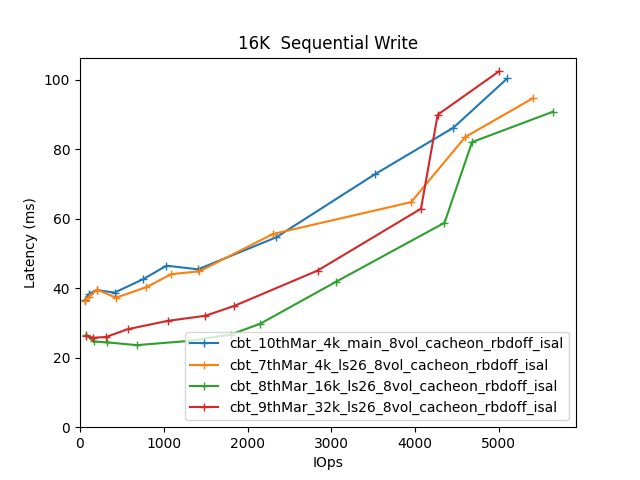 16K  Sequential Write
Latency (ms)
100
80
60
40
20
0
0 1000 2000 3000 4000 5000
IOps
cbt_10thMar_4k_main_8vol_cacheon_rbdoff_isal
cbt_7thMar_4k_ls26_8vol_cacheon_rbdoff_isal
cbt_8thMar_16k_ls26_8vol_cacheon_rbdoff_isal
cbt_9thMar_32k_ls26_8vol_cacheon_rbdoff_isal